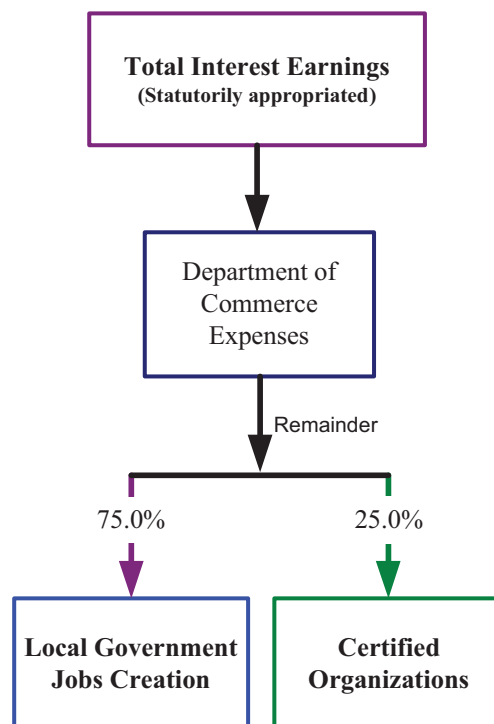 Total Interest Earnings
(Statutorily appropriated)
Department of
Commerce
Expenses
Remainder
75.0%
25.0%
Local Government
Jobs Creation
Certified
Organizations